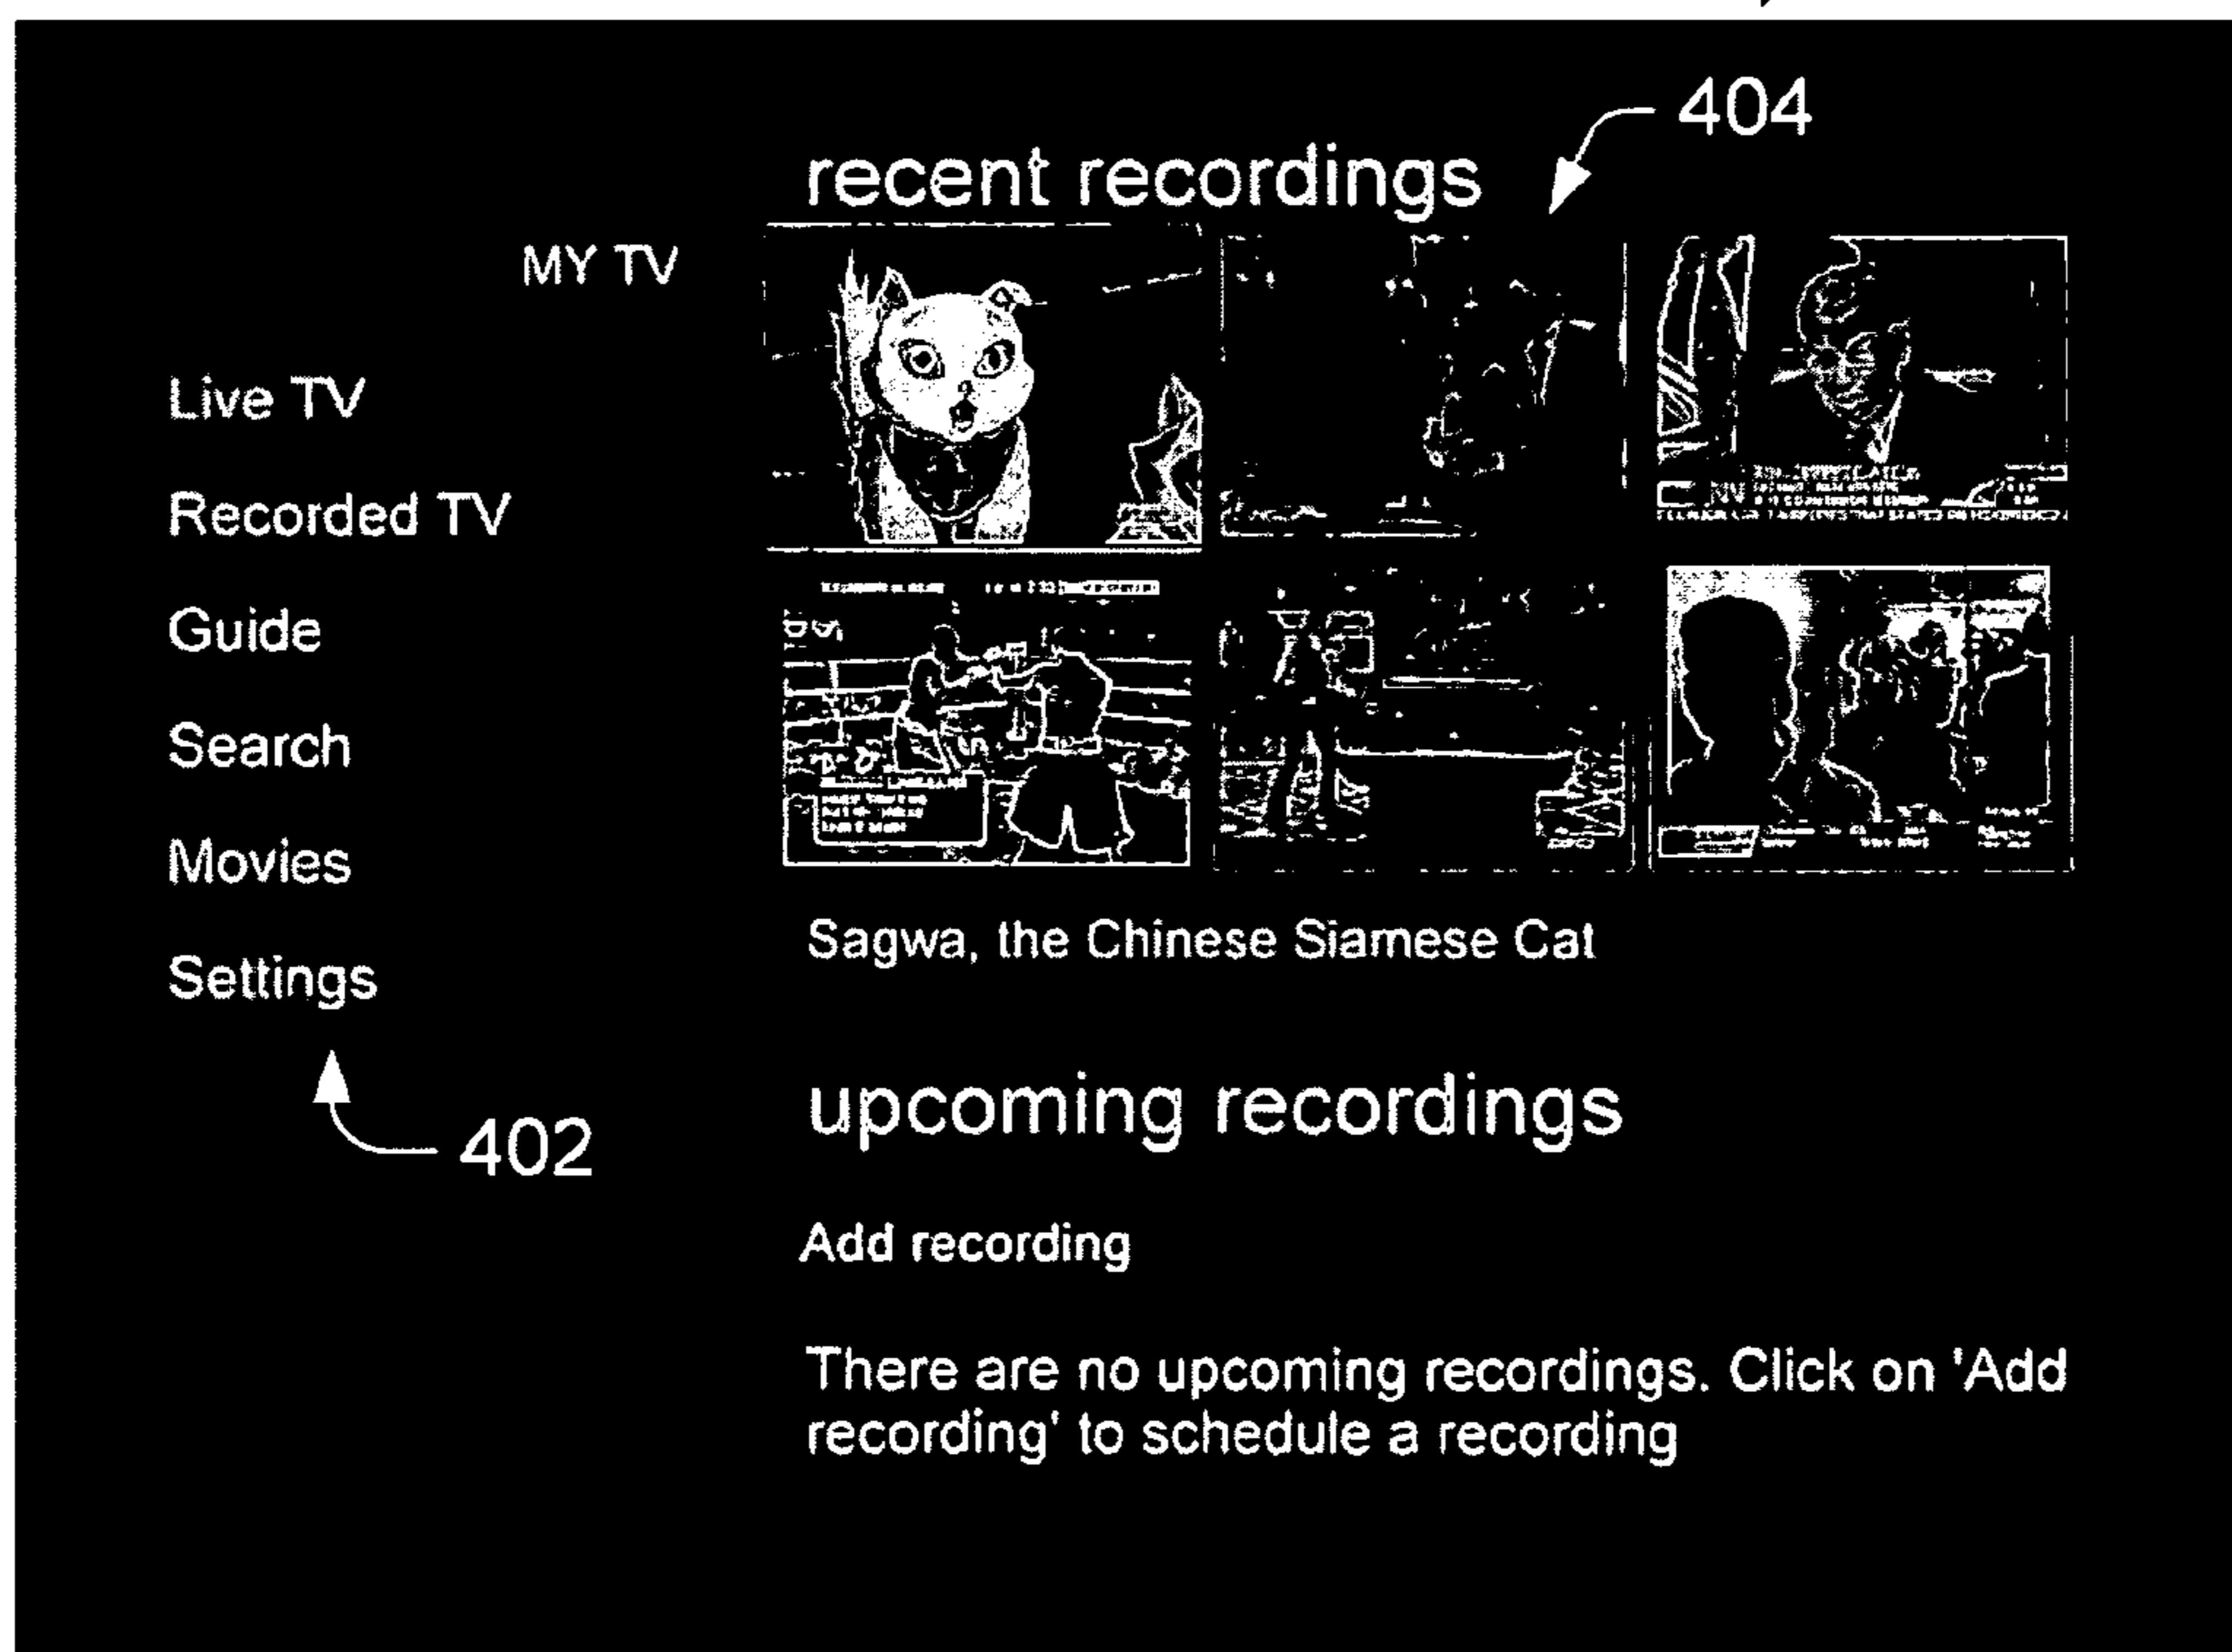 404
recent recordings
MY TV
Live TV
Recorded TV
Guide
Search
Movies
Settings
402
Sagwa, the Chinese Siamese Cat
upcoming recordings
Add recording
There are no upcoming recordings. Click on 'Add
recording' to schedule a recording